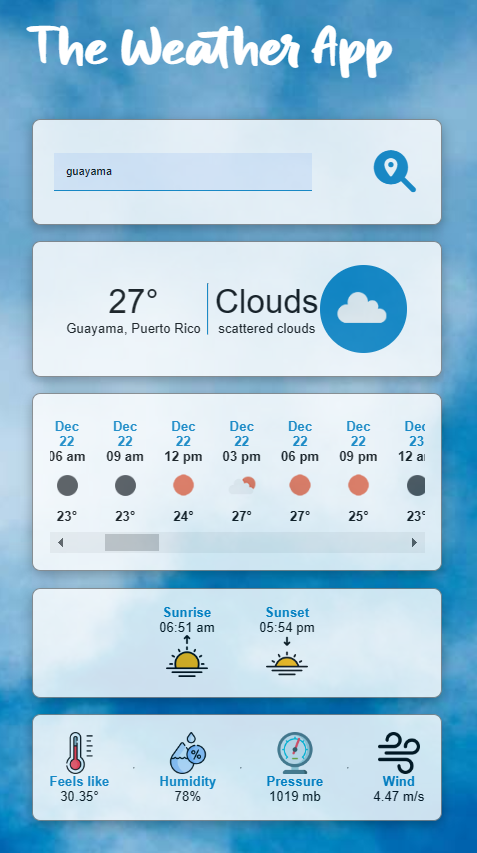 The Weather App
guayama
27°
Clouds
Guayama, Puerto Rico
scattered clouds
Dec Dec Dec Dec Dec Dec Dec
22 22 22 22 22 22 23
06 am 09 am 12 pm 03 pm 06 pm 09 pm 12 a
23° 23° 24° 27° 27° 25° 23°
Sunrise Sunset
06:51 am 05:54 pm
%
Feels like Humidity Pressure Wind
30.35° 78% 1019 mb 4.47 m/s